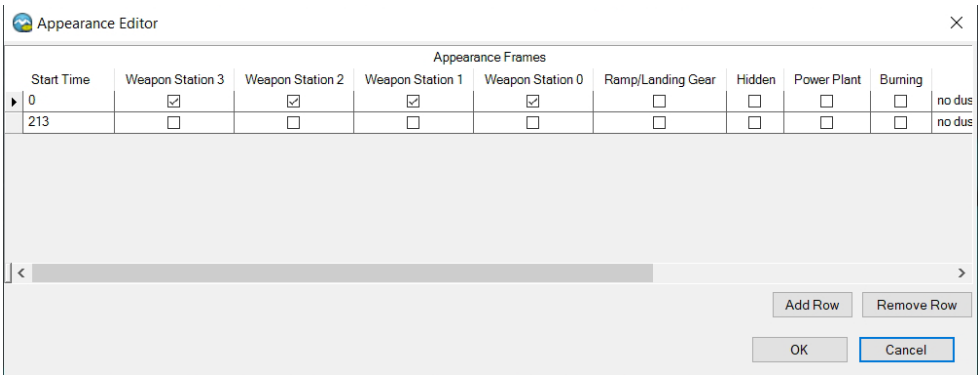 Appearance Editor
Appearance Frames
Start Time Weapon Station 3 Weapon Station 2 Weapon Station 1 Weapon Station 0 Ramp/Landing Gear Hidden Power Plant Burning
0 no dus
213 no dus
Add Row Remove Row
OK Cancel